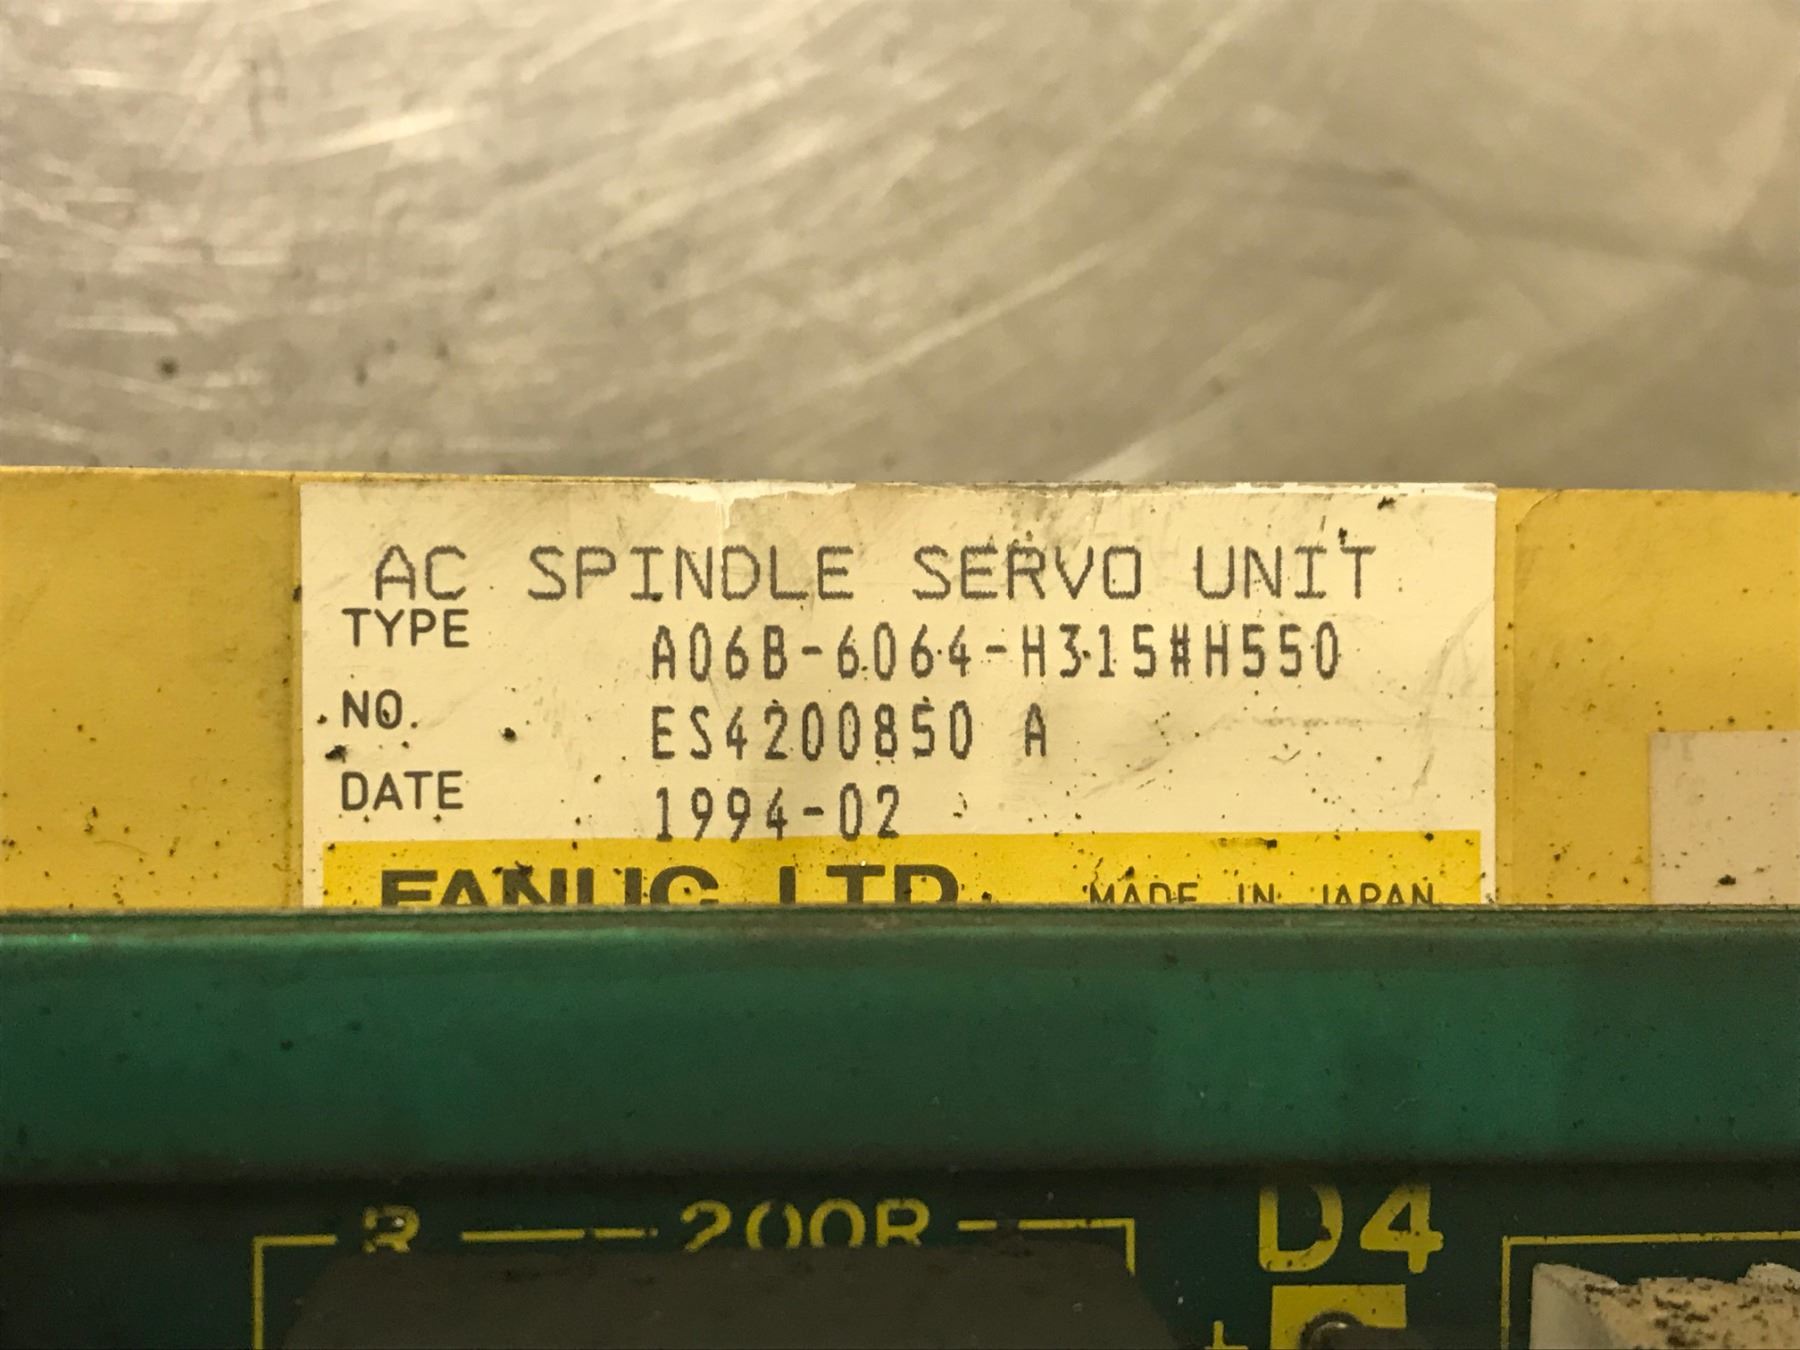 AC SPINDLE SERVO UNIT
TYPE A06B-6064-H315#H550
NO. ES4200850 A
DATE 1994-02
FANUC LTD MADE IN JAPAN
R 200R D4
+